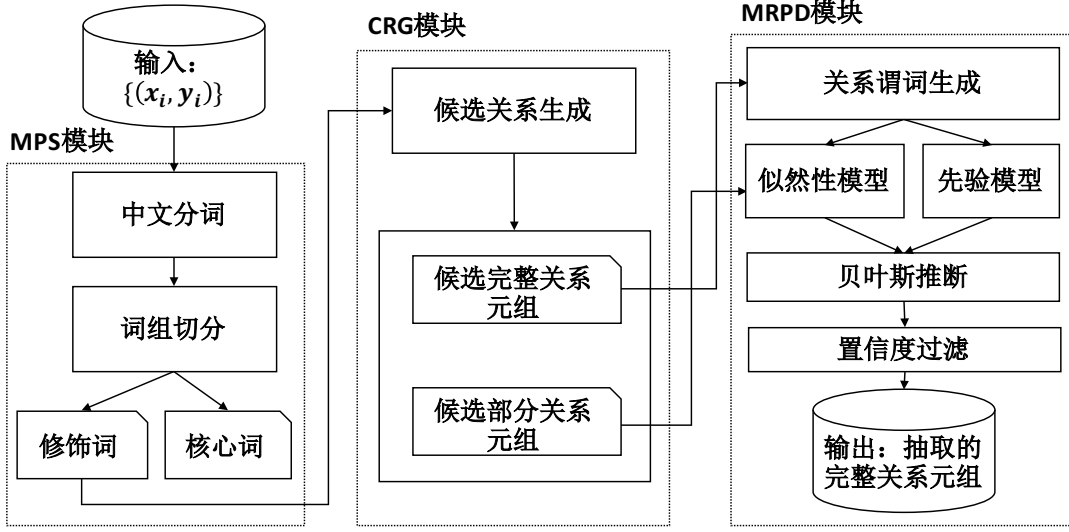 输入：
{(x_i, y_i)}
MPS模块
中文分词
词组切分
修饰词
核心词
CRG模块
候选关系生成
候选完整关系
元组
候选部分关系
元组
MRPD模块
关系谓词生成
似然性模型
先验模型
贝叶斯推断
置信度过滤
输出：抽取的
完整关系元组